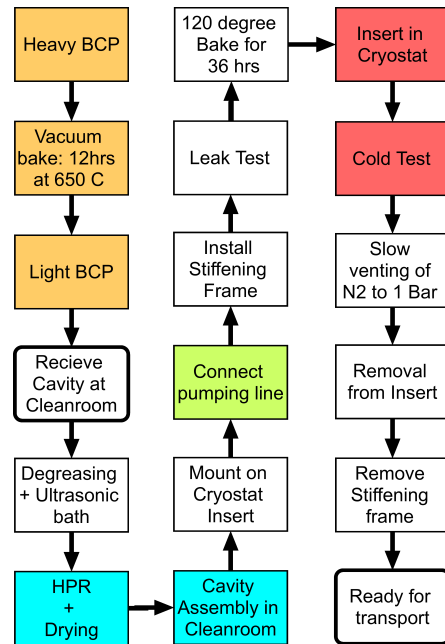 Heavy BCP
Vacuum
bake: 12hrs
at 650 C
Light BCP
Recieve
Cavity at
Cleanroom
Degreasing
+ Ultrasonic
bath
HPR
+
Drying
Cavity
Assembly in
Cleanroom
Mount on
Cryostat
Insert
Connect
pumping line
Install
Stiffening
Frame
Leak Test
120 degree
Bake for
36 hrs
Insert in
Cryostat
Cold Test
Slow
venting of
N2 to 1 Bar
Removal
from Insert
Remove
Stiffening
frame
Ready for
transport